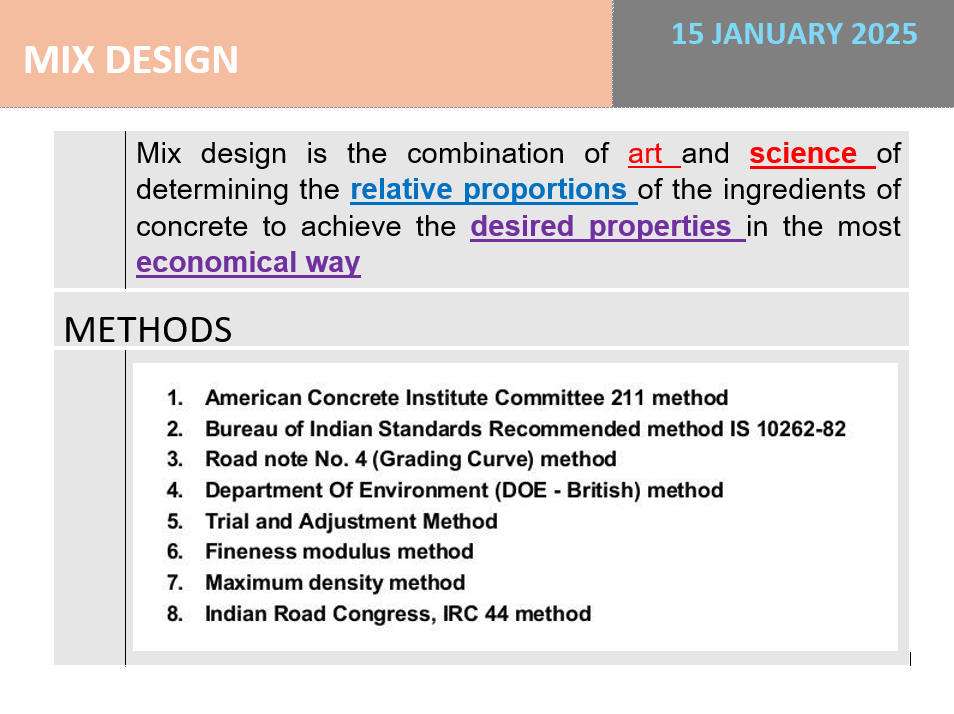 MIX DESIGN
15 JANUARY 2025
Mix design is the combination of art and science of
determining the relative proportions of the ingredients of
concrete to achieve the desired properties in the most
economical way
METHODS
1. American Concrete Institute Committee 211 method
2. Bureau of Indian Standards Recommended method IS 10262-82
3. Road note No. 4 (Grading Curve) method
4. Department Of Environment (DOE - British) method
5. Trial and Adjustment Method
6. Fineness modulus method
7. Maximum density method
8. Indian Road Congress, IRC 44 method